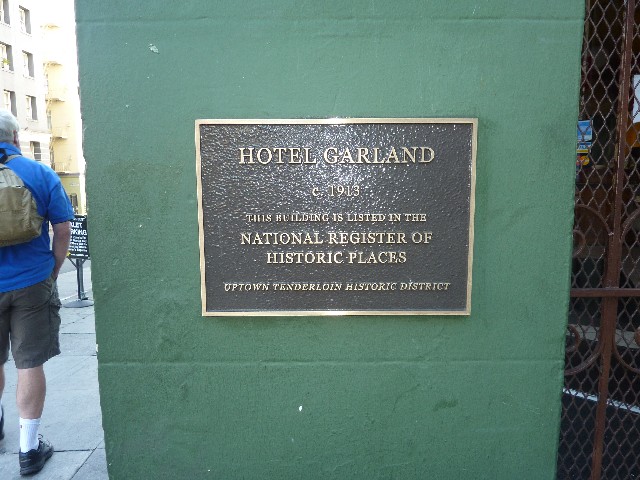 HOTEL GARLAND
c. 1913
THIS BUILDING IS LISTED IN THE
NATIONAL REGISTER OF
HISTORIC PLACES
UPTOWN TENDERLOIN HISTORIC DISTRICT